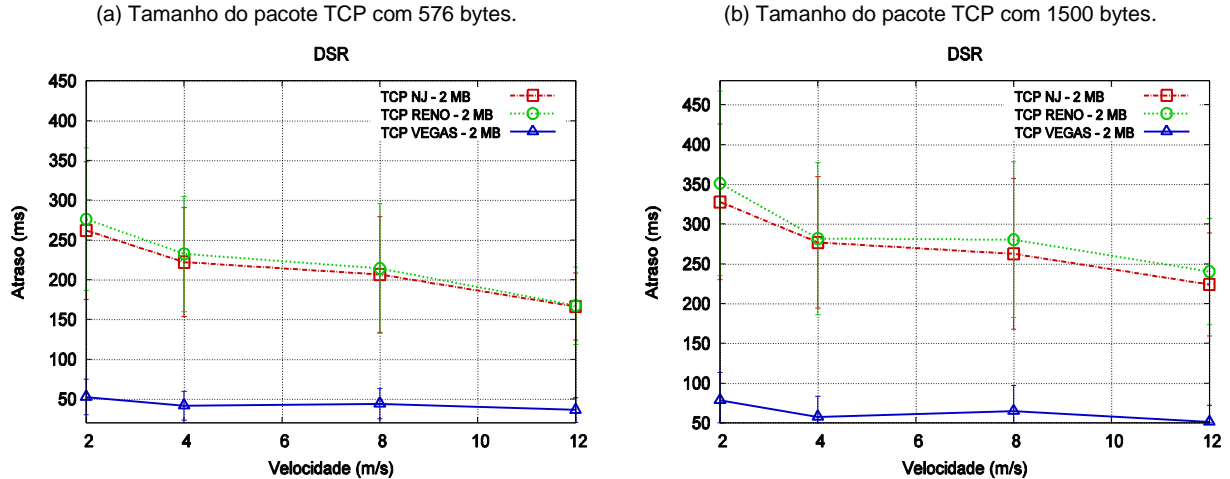 (a) Tamanho do pacote TCP com 576 bytes.
DSR
TCP NJ - 2 MB
TCP RENO - 2 MB
TCP VEGAS - 2 MB
Atraso (ms)
450
400
350
300
250
200
150
100
50
2 4 6 8 10 12
Velocidade (m/s)
(b) Tamanho do pacote TCP com 1500 bytes.
DSR
TCP NJ - 2 MB
TCP RENO - 2 MB
TCP VEGAS - 2 MB
Atraso (ms)
450
400
350
300
250
200
150
100
50
2 4 6 8 10 12
Velocidade (m/s)